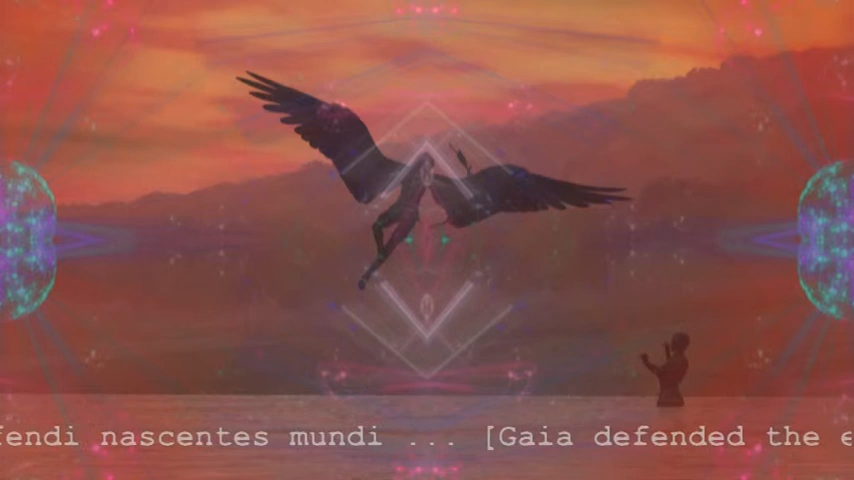 fendi nascentes mundi ... [Gaia defended the e